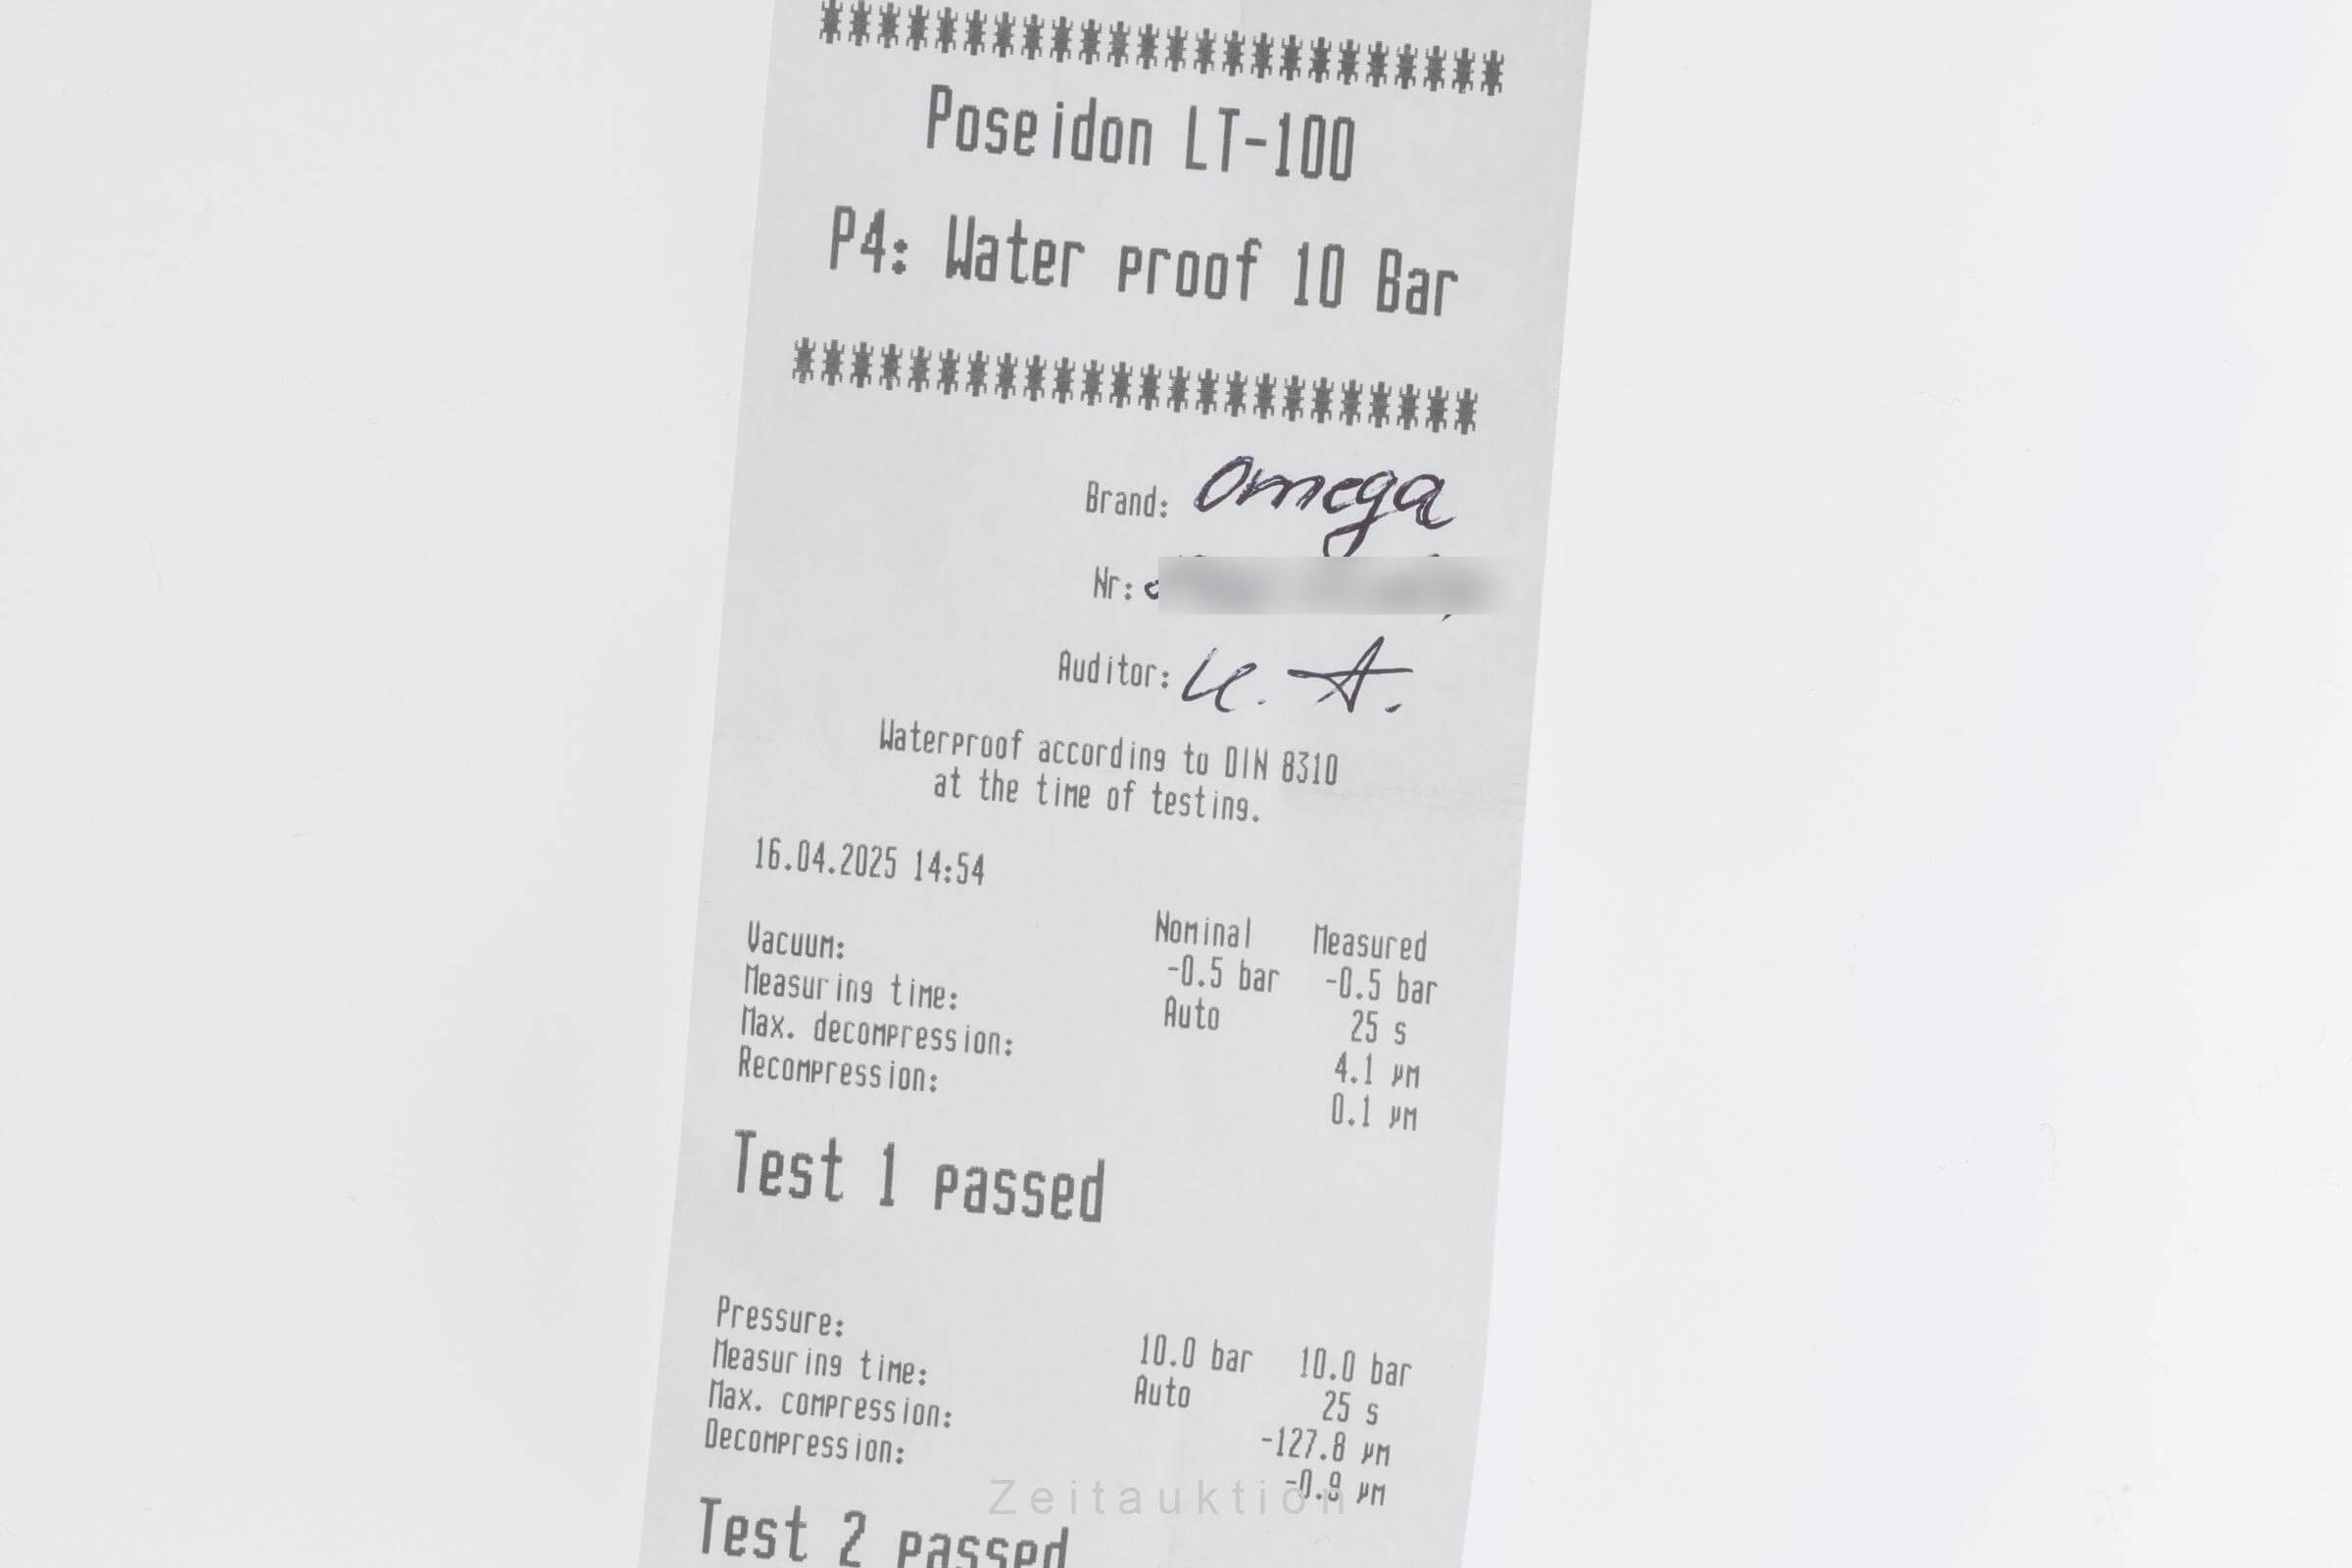 ************************
Poseidon LT-100
P4: Water proof 10 Bar
************************
Brand: Omega
Nr:
Auditor: U. A.
Waterproof according to DIN 8310
at the time of testing.
16.04.2025 14:54
Nominal Measured
Vacuum: -0.5 bar -0.5 bar
Measuring time: Auto 25 s
Max. decompression: 4.1 µm
Recompression: 0.1 µm
Test 1 passed
Pressure: 10.0 bar 10.0 bar
Measuring time: Auto 25 s
Max. compression: -127.8 µm
Decompression: -0.9 µm
Zeitauktion
Test 2 passed